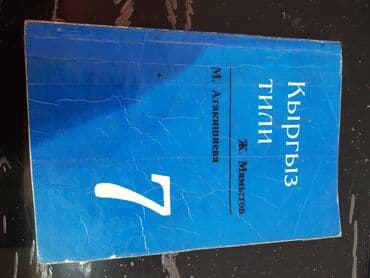 Ж. Мамытов
М. Атакишиева
Кыргыз
тили
7